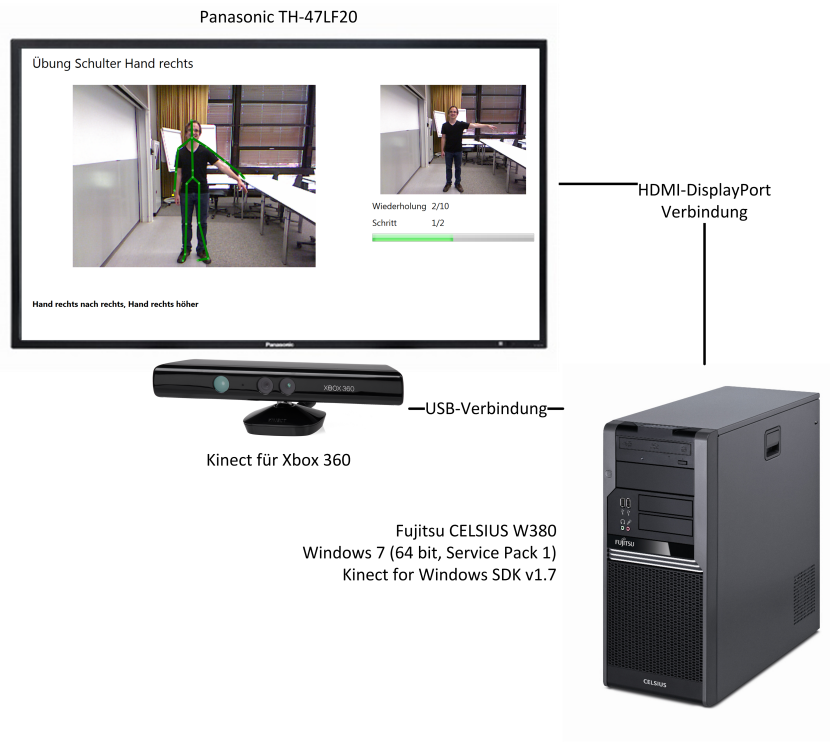 Panasonic TH-47LF20
Übung Schulter Hand rechts
Wiederholung 2/10
Schritt 1/2
Hand rechts nach rechts, Hand rechts höher
Panasonic
HDMI-DisplayPort
Verbindung
XBOX 360
USB-Verbindung
Kinect für Xbox 360
Fujitsu CELSIUS W380
Windows 7 (64 bit, Service Pack 1)
Kinect for Windows SDK v1.7
FUJITSU
CELSIUS